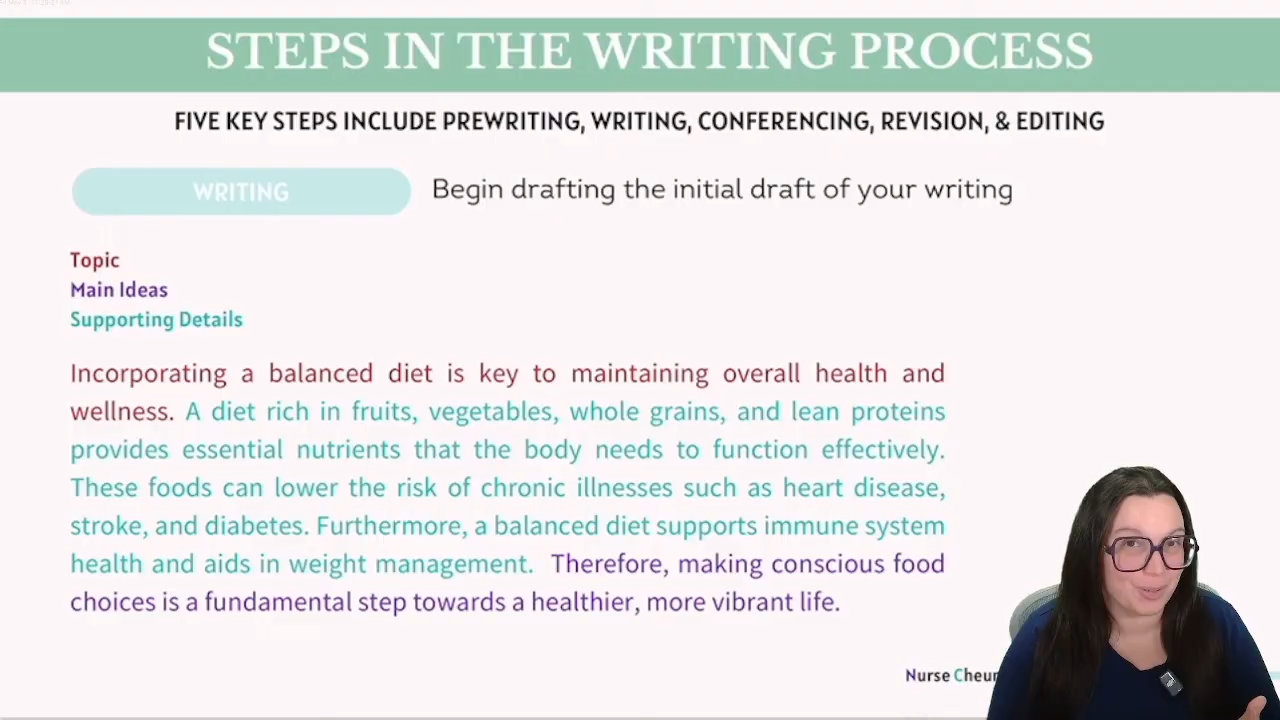 STEPS IN THE WRITING PROCESS
FIVE KEY STEPS INCLUDE PREWRITING, WRITING, CONFERENCING, REVISION, & EDITING
WRITING Begin drafting the initial draft of your writing
Topic
Main Ideas
Supporting Details
Incorporating a balanced diet is key to maintaining overall health and
wellness. A diet rich in fruits, vegetables, whole grains, and lean proteins
provides essential nutrients that the body needs to function effectively.
These foods can lower the risk of chronic illnesses such as heart disease,
stroke, and diabetes. Furthermore, a balanced diet supports immune system
health and aids in weight management. Therefore, making conscious food
choices is a fundamental step towards a healthier, more vibrant life.
Nurse